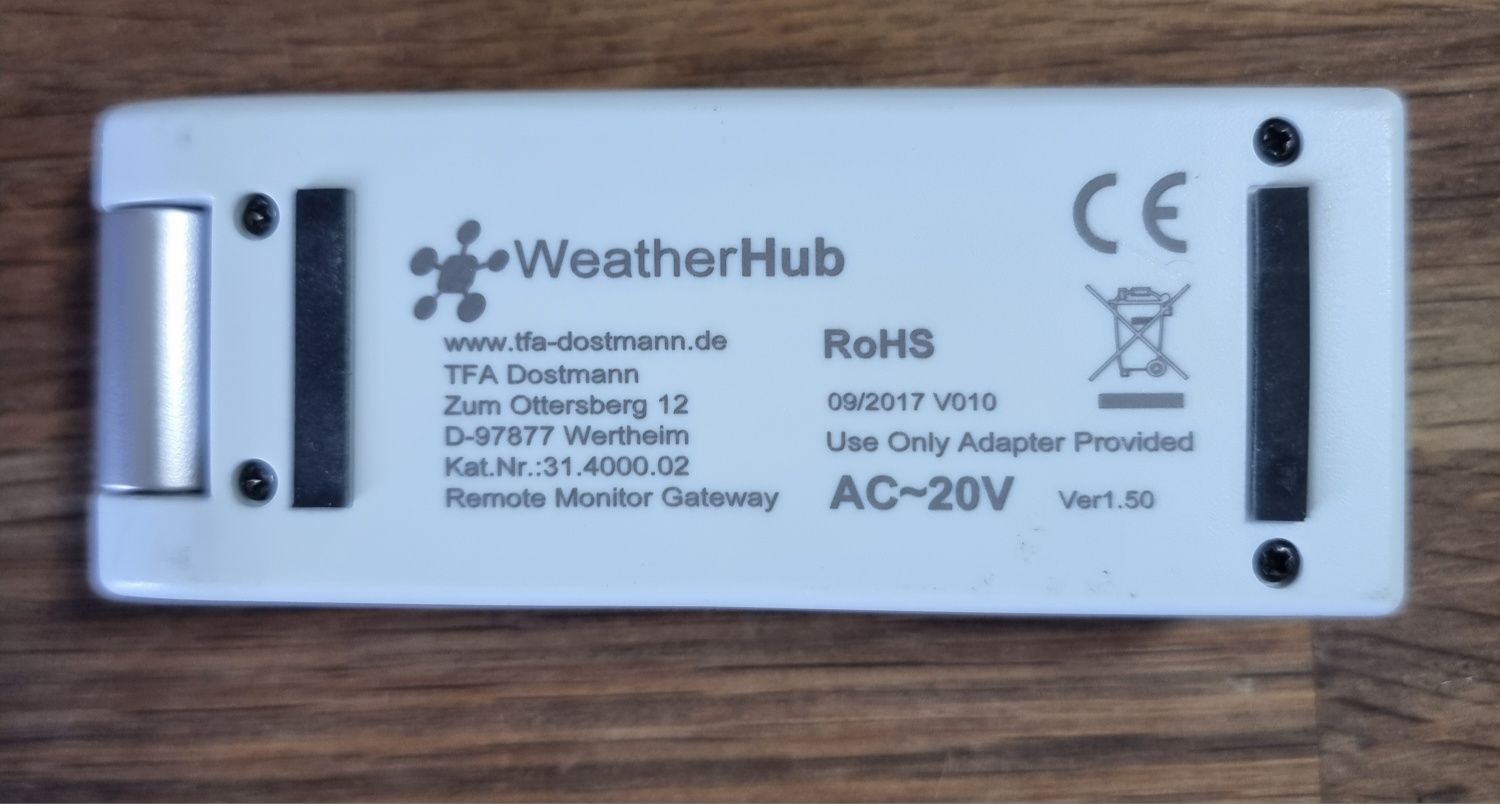 WeatherHub
www.tfa-dostmann.de
TFA Dostmann
Zum Ottersberg 12
D-97877 Wertheim
Kat.Nr.:31.4000.02
Remote Monitor Gateway
CE
RoHS
09/2017 V010
Use Only Adapter Provided
AC~20V Ver1.50